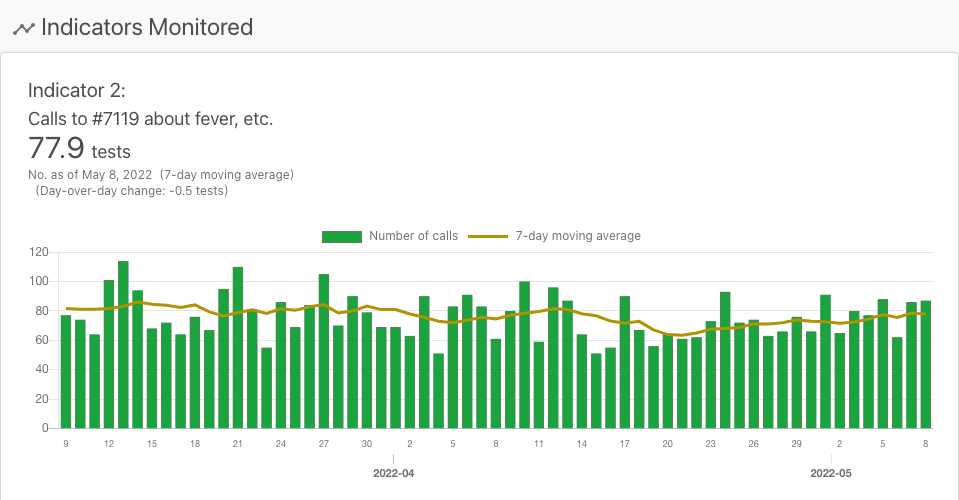 Indicators Monitored
Indicator 2:
Calls to #7119 about fever, etc.
77.9 tests
No. as of May 8, 2022 (7-day moving average)
(Day-over-day change: -0.5 tests)
Number of calls 7-day moving average
120
100
80
60
40
20
0
9 12 15 18 21 24 27 30 2 5 8 11 14 17 20 23 26 29 2 5 8
2022-04 2022-05